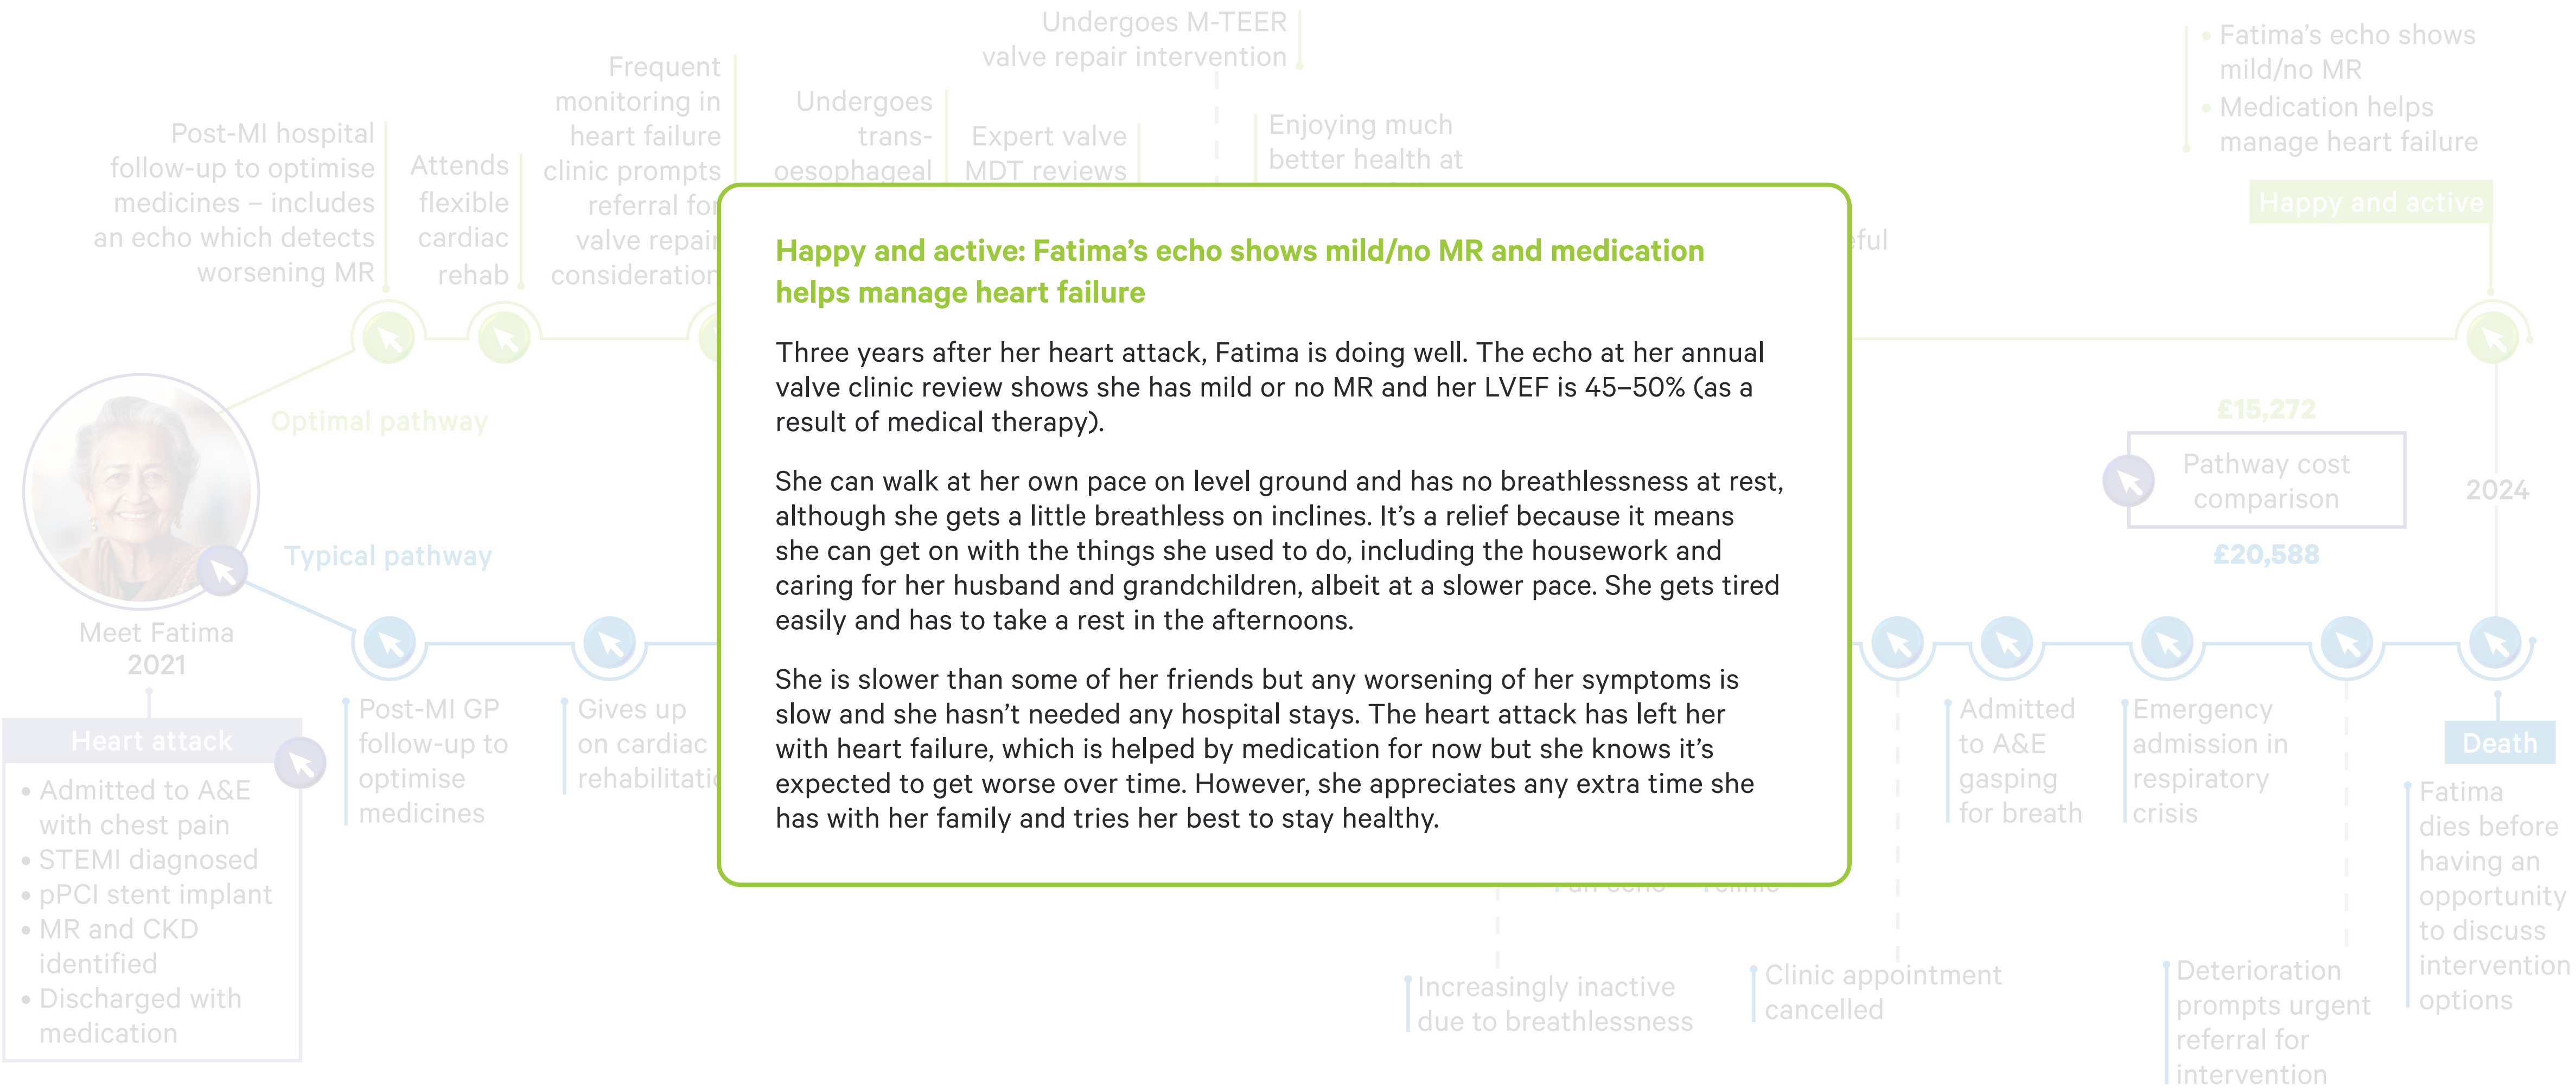 Undergoes M-TEER
valve repair intervention
Frequent
monitoring in
heart failure
clinic prompts
referral for
valve repair
consideration
Undergoes
trans-
oesophageal
Expert valve
MDT reviews
Enjoying much
better health at
• Fatima’s echo shows
mild/no MR
• Medication helps
manage heart failure
Post-MI hospital
follow-up to optimise
medicines – includes
an echo which detects
worsening MR
Attends
flexible
cardiac
rehab
Happy and active
Happy and active: Fatima’s echo shows mild/no MR and medication
helps manage heart failure
Three years after her heart attack, Fatima is doing well. The echo at her annual
valve clinic review shows she has mild or no MR and her LVEF is 45–50% (as a
result of medical therapy).
She can walk at her own pace on level ground and has no breathlessness at rest,
although she gets a little breathless on inclines. It’s a relief because it means
she can get on with the things she used to do, including the housework and
caring for her husband and grandchildren, albeit at a slower pace. She gets tired
easily and has to take a rest in the afternoons.
She is slower than some of her friends but any worsening of her symptoms is
slow and she hasn’t needed any hospital stays. The heart attack has left her
with heart failure, which is helped by medication for now but she knows it’s
expected to get worse over time. However, she appreciates any extra time she
has with her family and tries her best to stay healthy.
Optimal pathway
Typical pathway
£15,272
Pathway cost
comparison
£20,588
2024
Meet Fatima
2021
Heart attack
• Admitted to A&E
with chest pain
• STEMI diagnosed
• pPCI stent implant
• MR and CKD
identified
• Discharged with
medication
Post-MI GP
follow-up to
optimise
medicines
Gives up
on cardiac
Increasingly inactive
due to breathlessness
Clinic appointment
cancelled
Admitted
to A&E
gasping
for breath
Emergency
admission in
respiratory
crisis
Deterioration
prompts urgent
referral for
intervention
Death
Fatima
dies before
having an
opportunity
to discuss
intervention
options